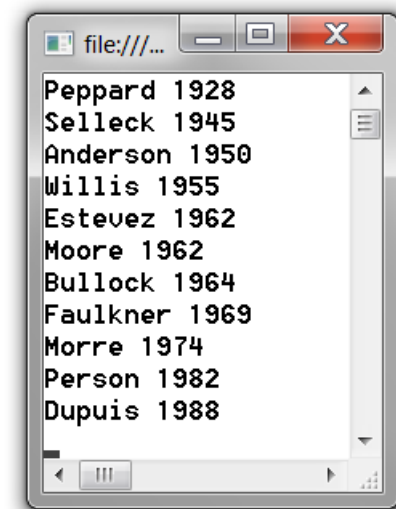 file:///...
Peppard 1928
Selleck 1945
Anderson 1950
Willis 1955
Estevez 1962
Moore 1962
Bullock 1964
Faulkner 1969
Morre 1974
Person 1982
Dupuis 1988